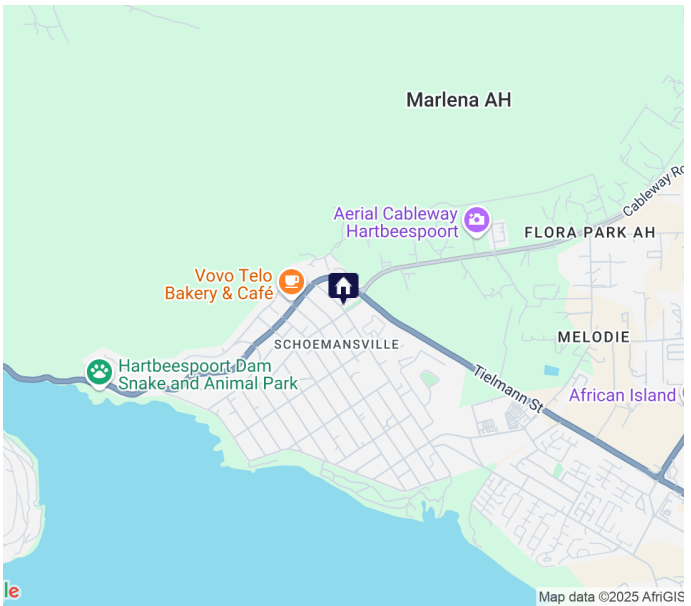 Marlena AH
Cableway Ro
Aerial Cableway
Hartbeespoort
FLORA PARK AH
Vovo Telo
Bakery & Café
SCHOEMANSVILLE
MELODIE
Hartbeespoort Dam
Snake and Animal Park
Tielmann St
African Island
le
Map data ©2025 AfriGIS